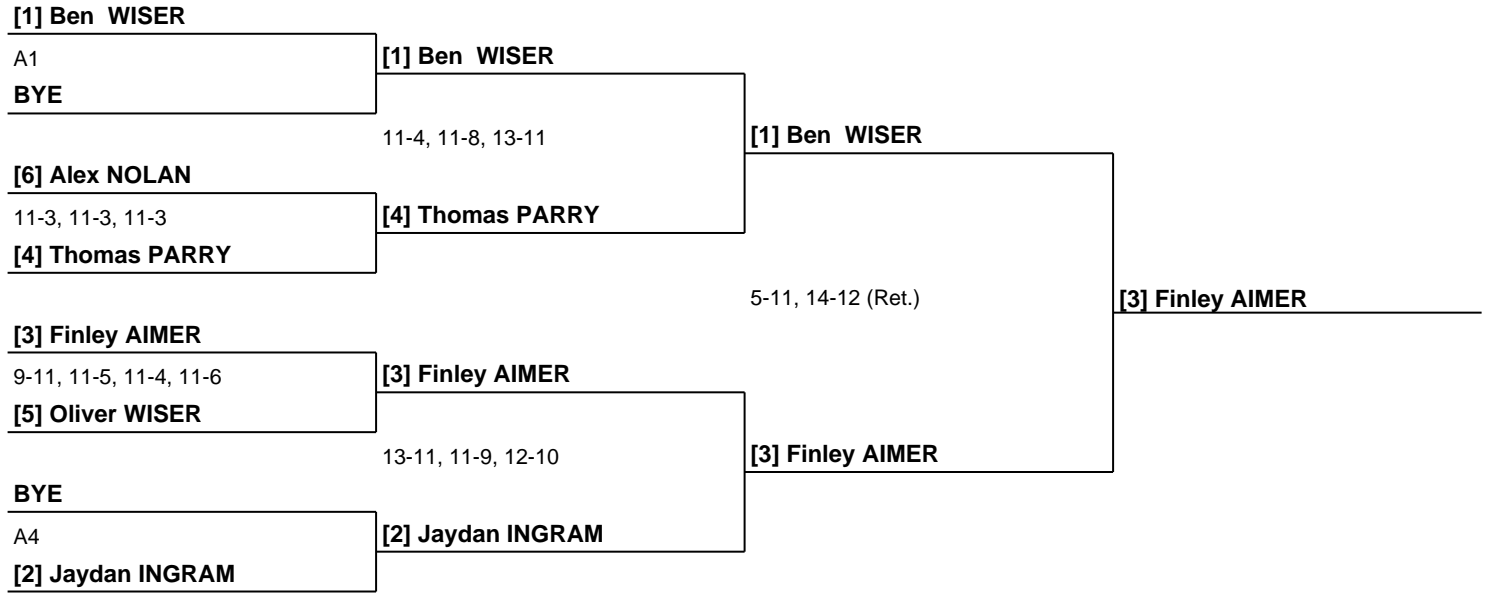 [1] Ben  WISER
A1
BYE
[6] Alex NOLAN
11-3, 11-3, 11-3
[4] Thomas PARRY
[3] Finley AIMER
9-11, 11-5, 11-4, 11-6
[5] Oliver WISER
BYE
A4
[2] Jaydan INGRAM
[1] Ben  WISER
11-4, 11-8, 13-11
[4] Thomas PARRY
[3] Finley AIMER
13-11, 11-9, 12-10
[2] Jaydan INGRAM
[1] Ben  WISER
5-11, 14-12 (Ret.)
[3] Finley AIMER
[3] Finley AIMER